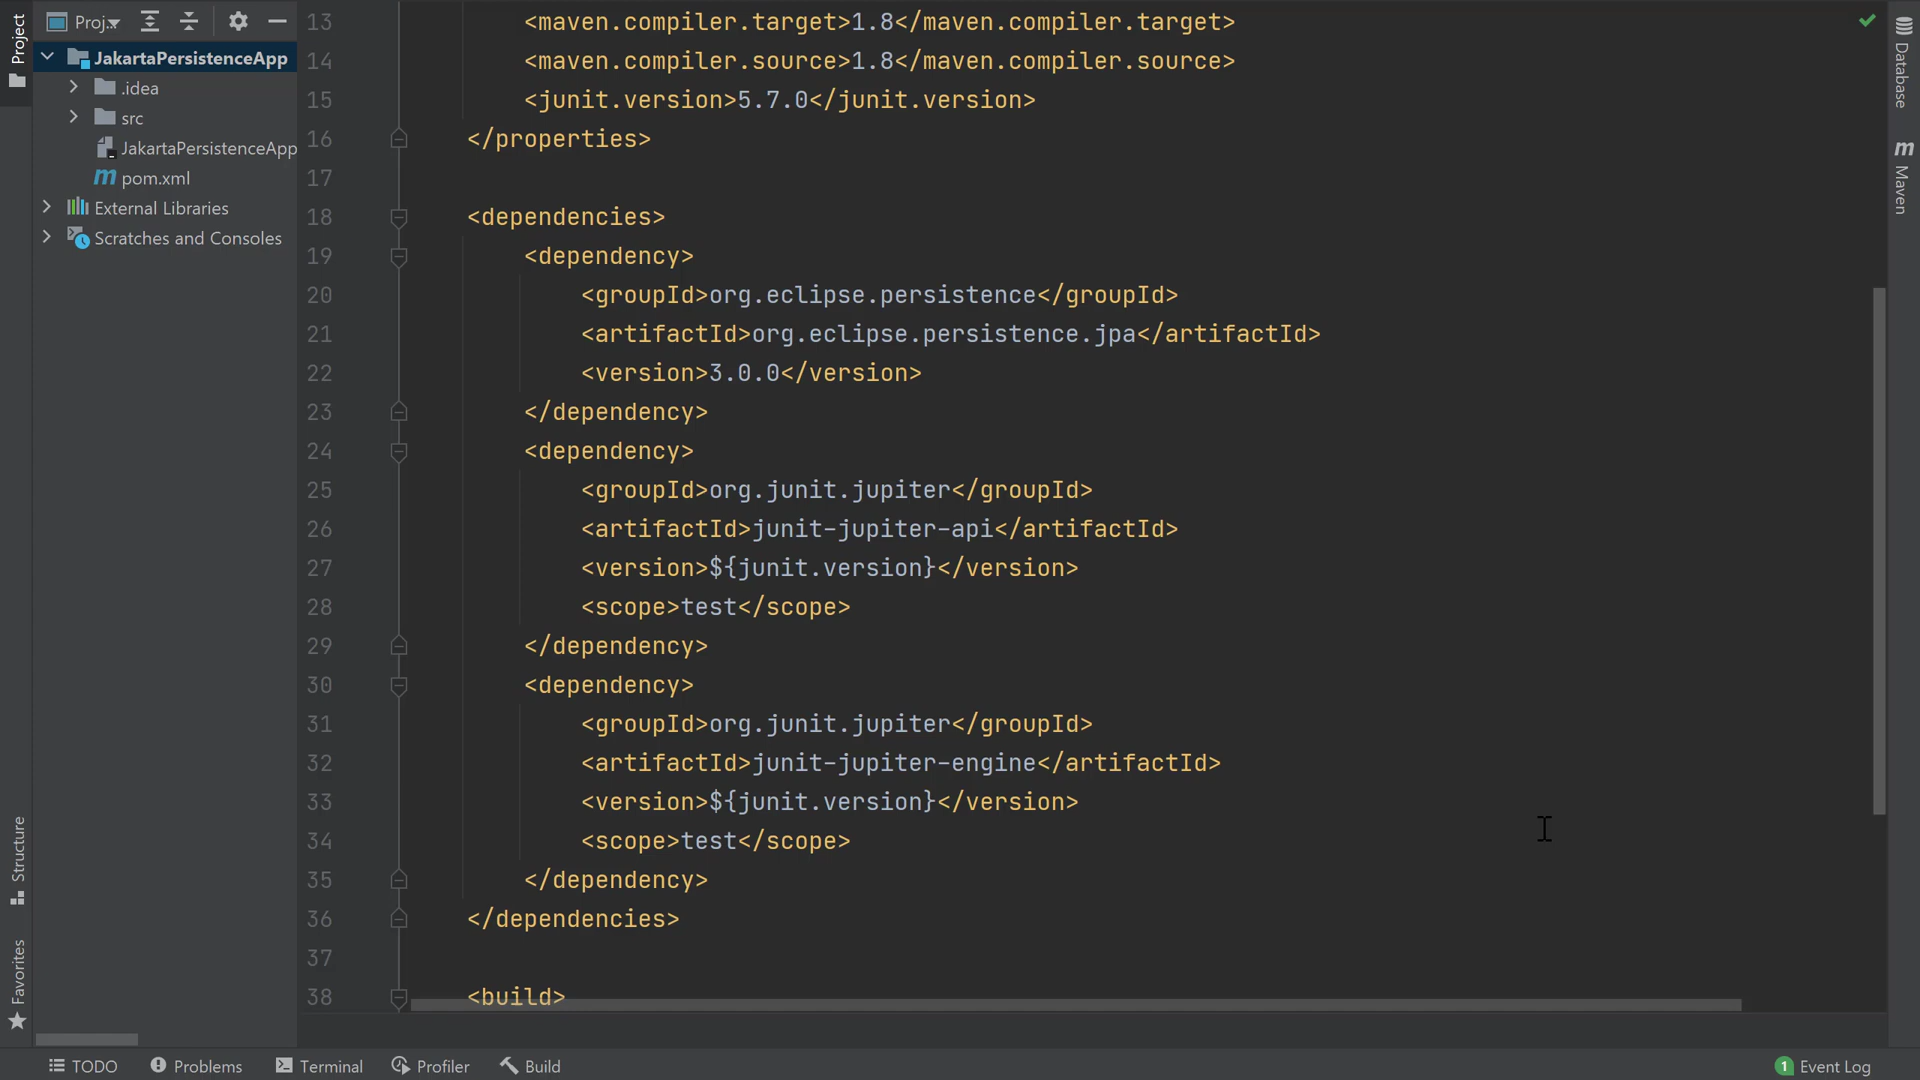 Project
Proj...
JakartaPersistenceApp
.idea
src
JakartaPersistenceApp
pom.xml
External Libraries
Scratches and Consoles
Structure
Favorites
13 <maven.compiler.target>1.8</maven.compiler.target>
14 <maven.compiler.source>1.8</maven.compiler.source>
15 <junit.version>5.7.0</junit.version>
16 </properties>
17
18 <dependencies>
19 <dependency>
20 <groupId>org.eclipse.persistence</groupId>
21 <artifactId>org.eclipse.persistence.jpa</artifactId>
22 <version>3.0.0</version>
23 </dependency>
24 <dependency>
25 <groupId>org.junit.jupiter</groupId>
26 <artifactId>junit-jupiter-api</artifactId>
27 <version>${junit.version}</version>
28 <scope>test</scope>
29 </dependency>
30 <dependency>
31 <groupId>org.junit.jupiter</groupId>
32 <artifactId>junit-jupiter-engine</artifactId>
33 <version>${junit.version}</version>
34 <scope>test</scope>
35 </dependency>
36 </dependencies>
37
38 <build>
Database
m Maven
TODO
Problems
Terminal
Profiler
Build
1 Event Log